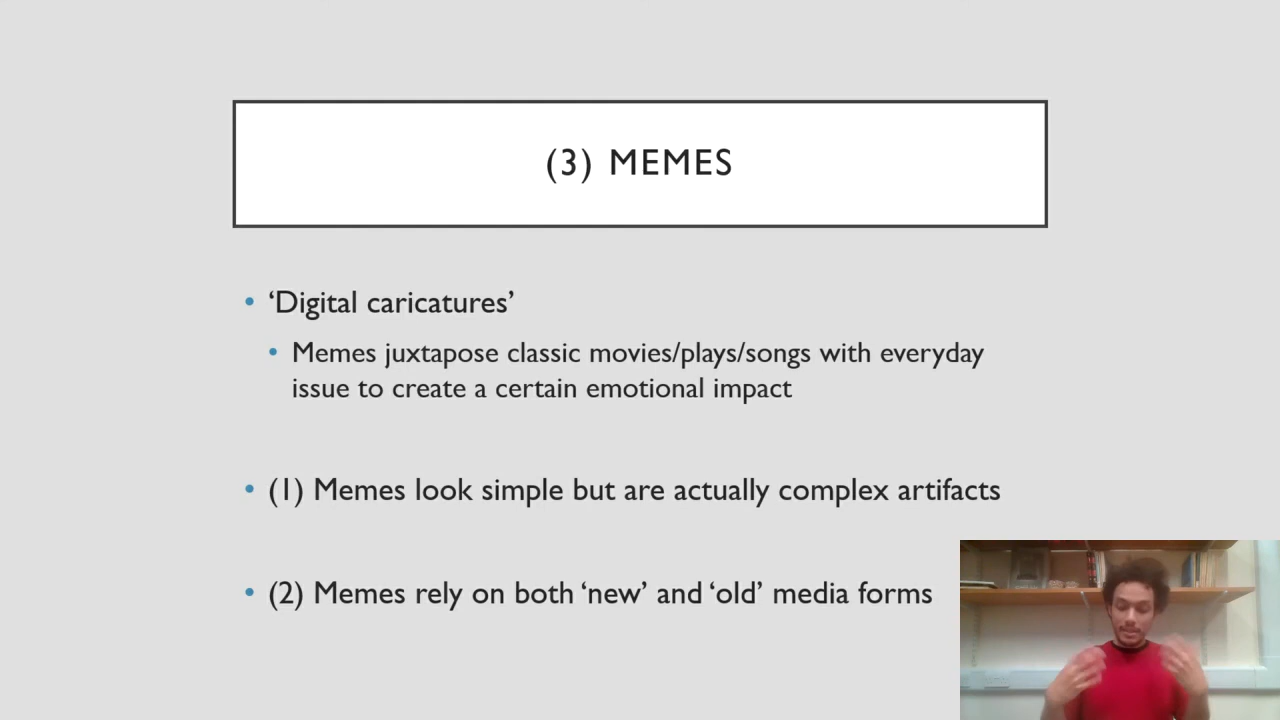 (3) MEMES
• ‘Digital caricatures’
• Memes juxtapose classic movies/plays/songs with everyday
issue to create a certain emotional impact
• (1) Memes look simple but are actually complex artifacts
• (2) Memes rely on both ‘new’ and ‘old’ media forms